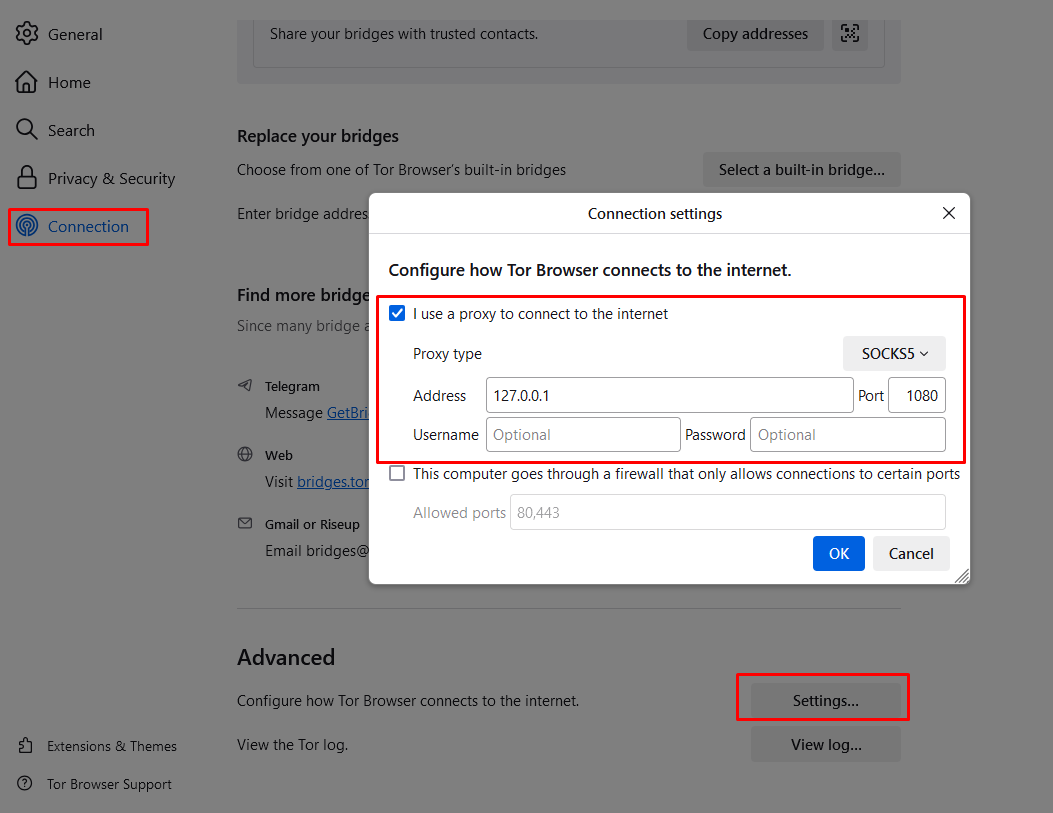 General
Home
Search
Privacy & Security
Connection
Extensions & Themes
Tor Browser Support
Share your bridges with trusted contacts.
Copy addresses
Replace your bridges
Choose from one of Tor Browser's built-in bridges
Select a built-in bridge...
Enter bridge addres
Find more bridge
Since many bridge a
Telegram
Message GetBri
Web
Visit bridges.tor
Gmail or Riseup
Email bridges@
Connection settings
Configure how Tor Browser connects to the internet.
I use a proxy to connect to the internet
Proxy type SOCKS5
Address 127.0.0.1 Port 1080
Username Optional Password Optional
This computer goes through a firewall that only allows connections to certain ports
Allowed ports 80,443
OK Cancel
Advanced
Configure how Tor Browser connects to the internet.
Settings...
View the Tor log.
View log...